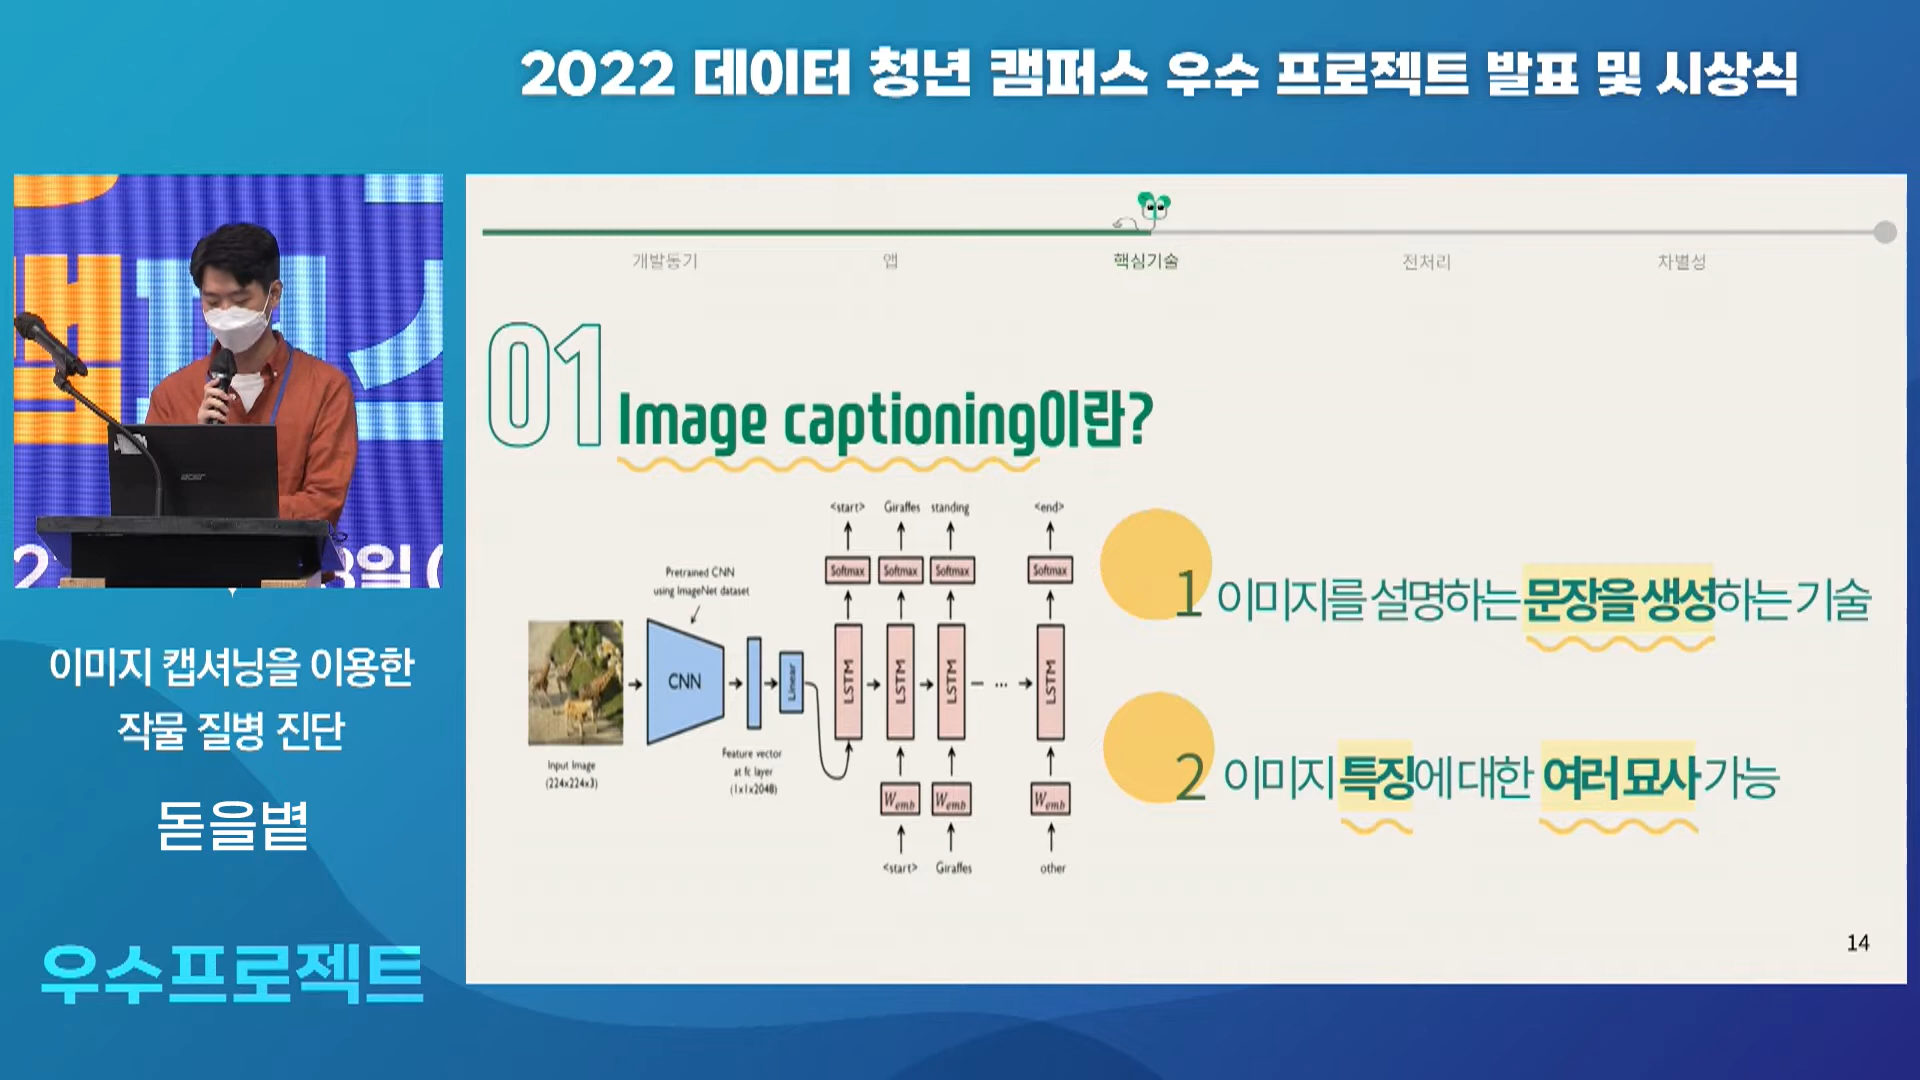 2022 데이터 청년 캠퍼스 우수 프로젝트 발표 및 시상식
개발동기
앱
핵심기술
전처리
차별성
01
Image captioning이란?
<start> Giraffes standing <end>
Softmax Softmax Softmax Softmax
Pretrained CNN
using ImageNet dataset
CNN
Linear
LSTM LSTM LSTM ... LSTM
Input Image
(224x224x3)
Feature vector
at fc layer
(1x1x2048)
Wemb Wemb Wemb
<start> Giraffes other
1 이미지를 설명하는 문장을 생성하는 기술
2 이미지 특징에 대한 여러 묘사 가능
14
acer
이미지 캡셔닝을 이용한
작물 질병 진단
돋을볕
우수프로젝트